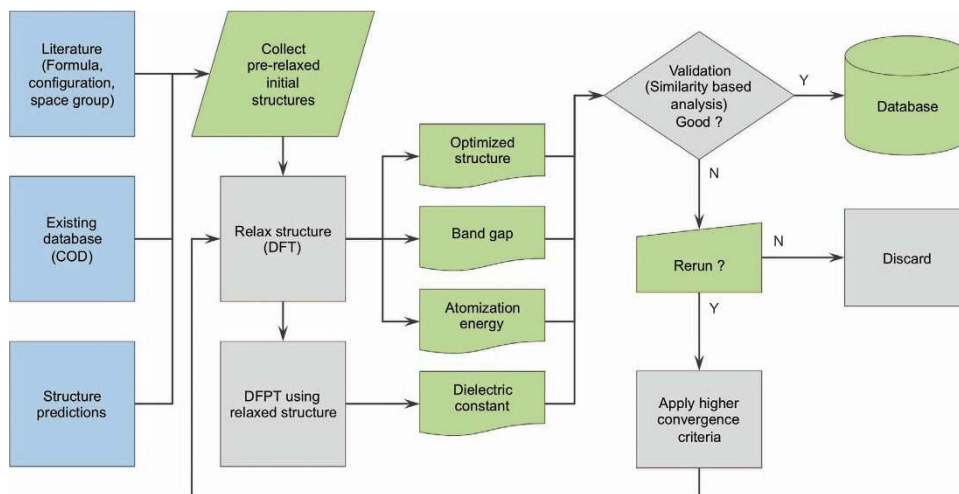 Literature
(Formula,
configuration,
space group)
Collect
pre-relaxed
initial
structures
Validation
(Similarity based
analysis)
Good ?
Y
Database
Optimized
structure
N
Existing
database
(COD)
Relax structure
(DFT)
Band gap
Rerun ?
N
Discard
Y
Atomization
energy
Structure
predictions
DFPT using
relaxed structure
Dielectric
constant
Apply higher
convergence
criteria